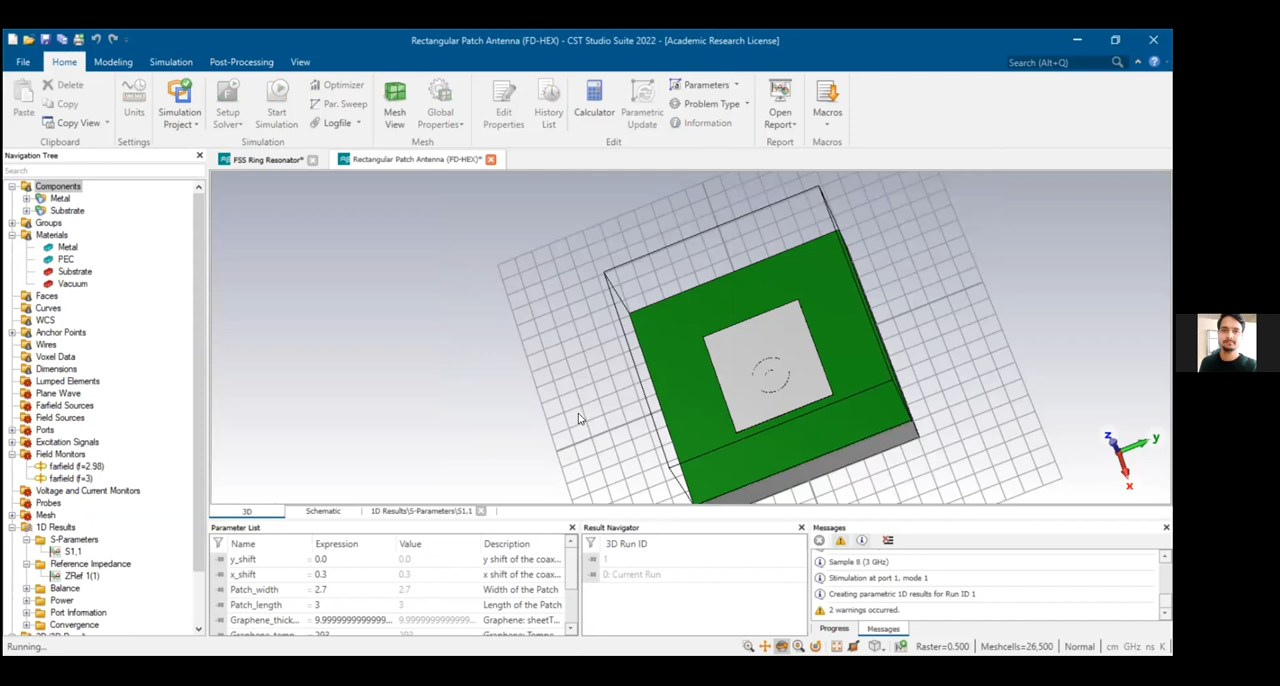 Rectangular Patch Antenna (FD-HEX) - CST Studio Suite 2022 - [Academic Research License]
File Home Modeling Simulation Post-Processing View Search (Alt+Q)
Paste Delete Copy Copy View Clipboard
Units Settings
Simulation Project Setup Solver Start Simulation Optimizer Par. Sweep Logfile Simulation
Mesh View Global Properties Mesh
Edit Properties History List Calculator Parametric Update Parameters Problem Type Information Edit
Open Report Report
Macros Macros
Navigation Tree
Search
Components
Metal
Substrate
Groups
Materials
Metal
PEC
Substrate
Vacuum
Faces
Curves
WCS
Anchor Points
Wires
Voxel Data
Dimensions
Lumped Elements
Plane Wave
Farfield Sources
Field Sources
Ports
Excitation Signals
Field Monitors
farfield (f=2.98)
farfield (f=3)
Voltage and Current Monitors
Probes
Mesh
1D Results
S-Parameters
S1,1
Reference Impedance
ZRef 1(1)
Balance
Power
Port Information
Convergence
FSS Ring Resonator* Rectangular Patch Antenna (FD-HEX)*
z y x
3D Schematic 1D Results\S-Parameters\S1,1
Parameter List
Name Expression Value Description
y_shift = 0.0 0.0 y shift of the coax...
x_shift = 0.3 0.3 x shift of the coax...
Patch_width = 2.7 2.7 Width of the Patch
Patch_length = 3 3 Length of the Patch
Graphene_thick... = 9.9999999999999... 9.9999999999999... Graphene: sheetT...
Result Navigator
3D Run ID
1
0: Current Run
Messages
Sample 8 (3 GHz)
Stimulation at port 1, mode 1
Creating parametric 1D results for Run ID 1
2 warnings occurred.
Progress Messages
Running...
Raster=0.500 Meshcells=26,500 Normal cm GHz ns K